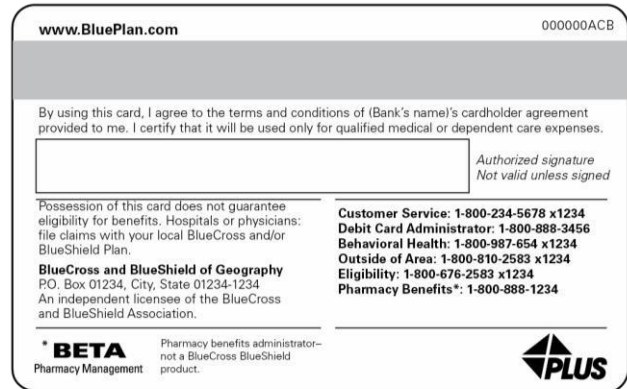 www.BluePlan.com
000000ACB
By using this card, I agree to the terms and conditions of (Bank's name)'s cardholder agreement
provided to me. I certify that it will be used only for qualified medical or dependent care expenses.
Authorized signature
Not valid unless signed
Possession of this card does not guarantee
eligibility for benefits. Hospitals or physicians:
file claims with your local BlueCross and/or
BlueShield Plan.
BlueCross and BlueShield of Geography
P.O. Box 01234, City, State 01234-1234
An independent licensee of the BlueCross
and BlueShield Association.
Customer Service: 1-800-234-5678 x1234
Debit Card Administrator: 1-800-888-3456
Behavioral Health: 1-800-987-654 x1234
Outside of Area: 1-800-810-2583 x1234
Eligibility: 1-800-676-2583 x1234
Pharmacy Benefits*: 1-800-888-1234
* BETA
Pharmacy Management
Pharmacy benefits administrator–
not a BlueCross BlueShield
product.
PLUS